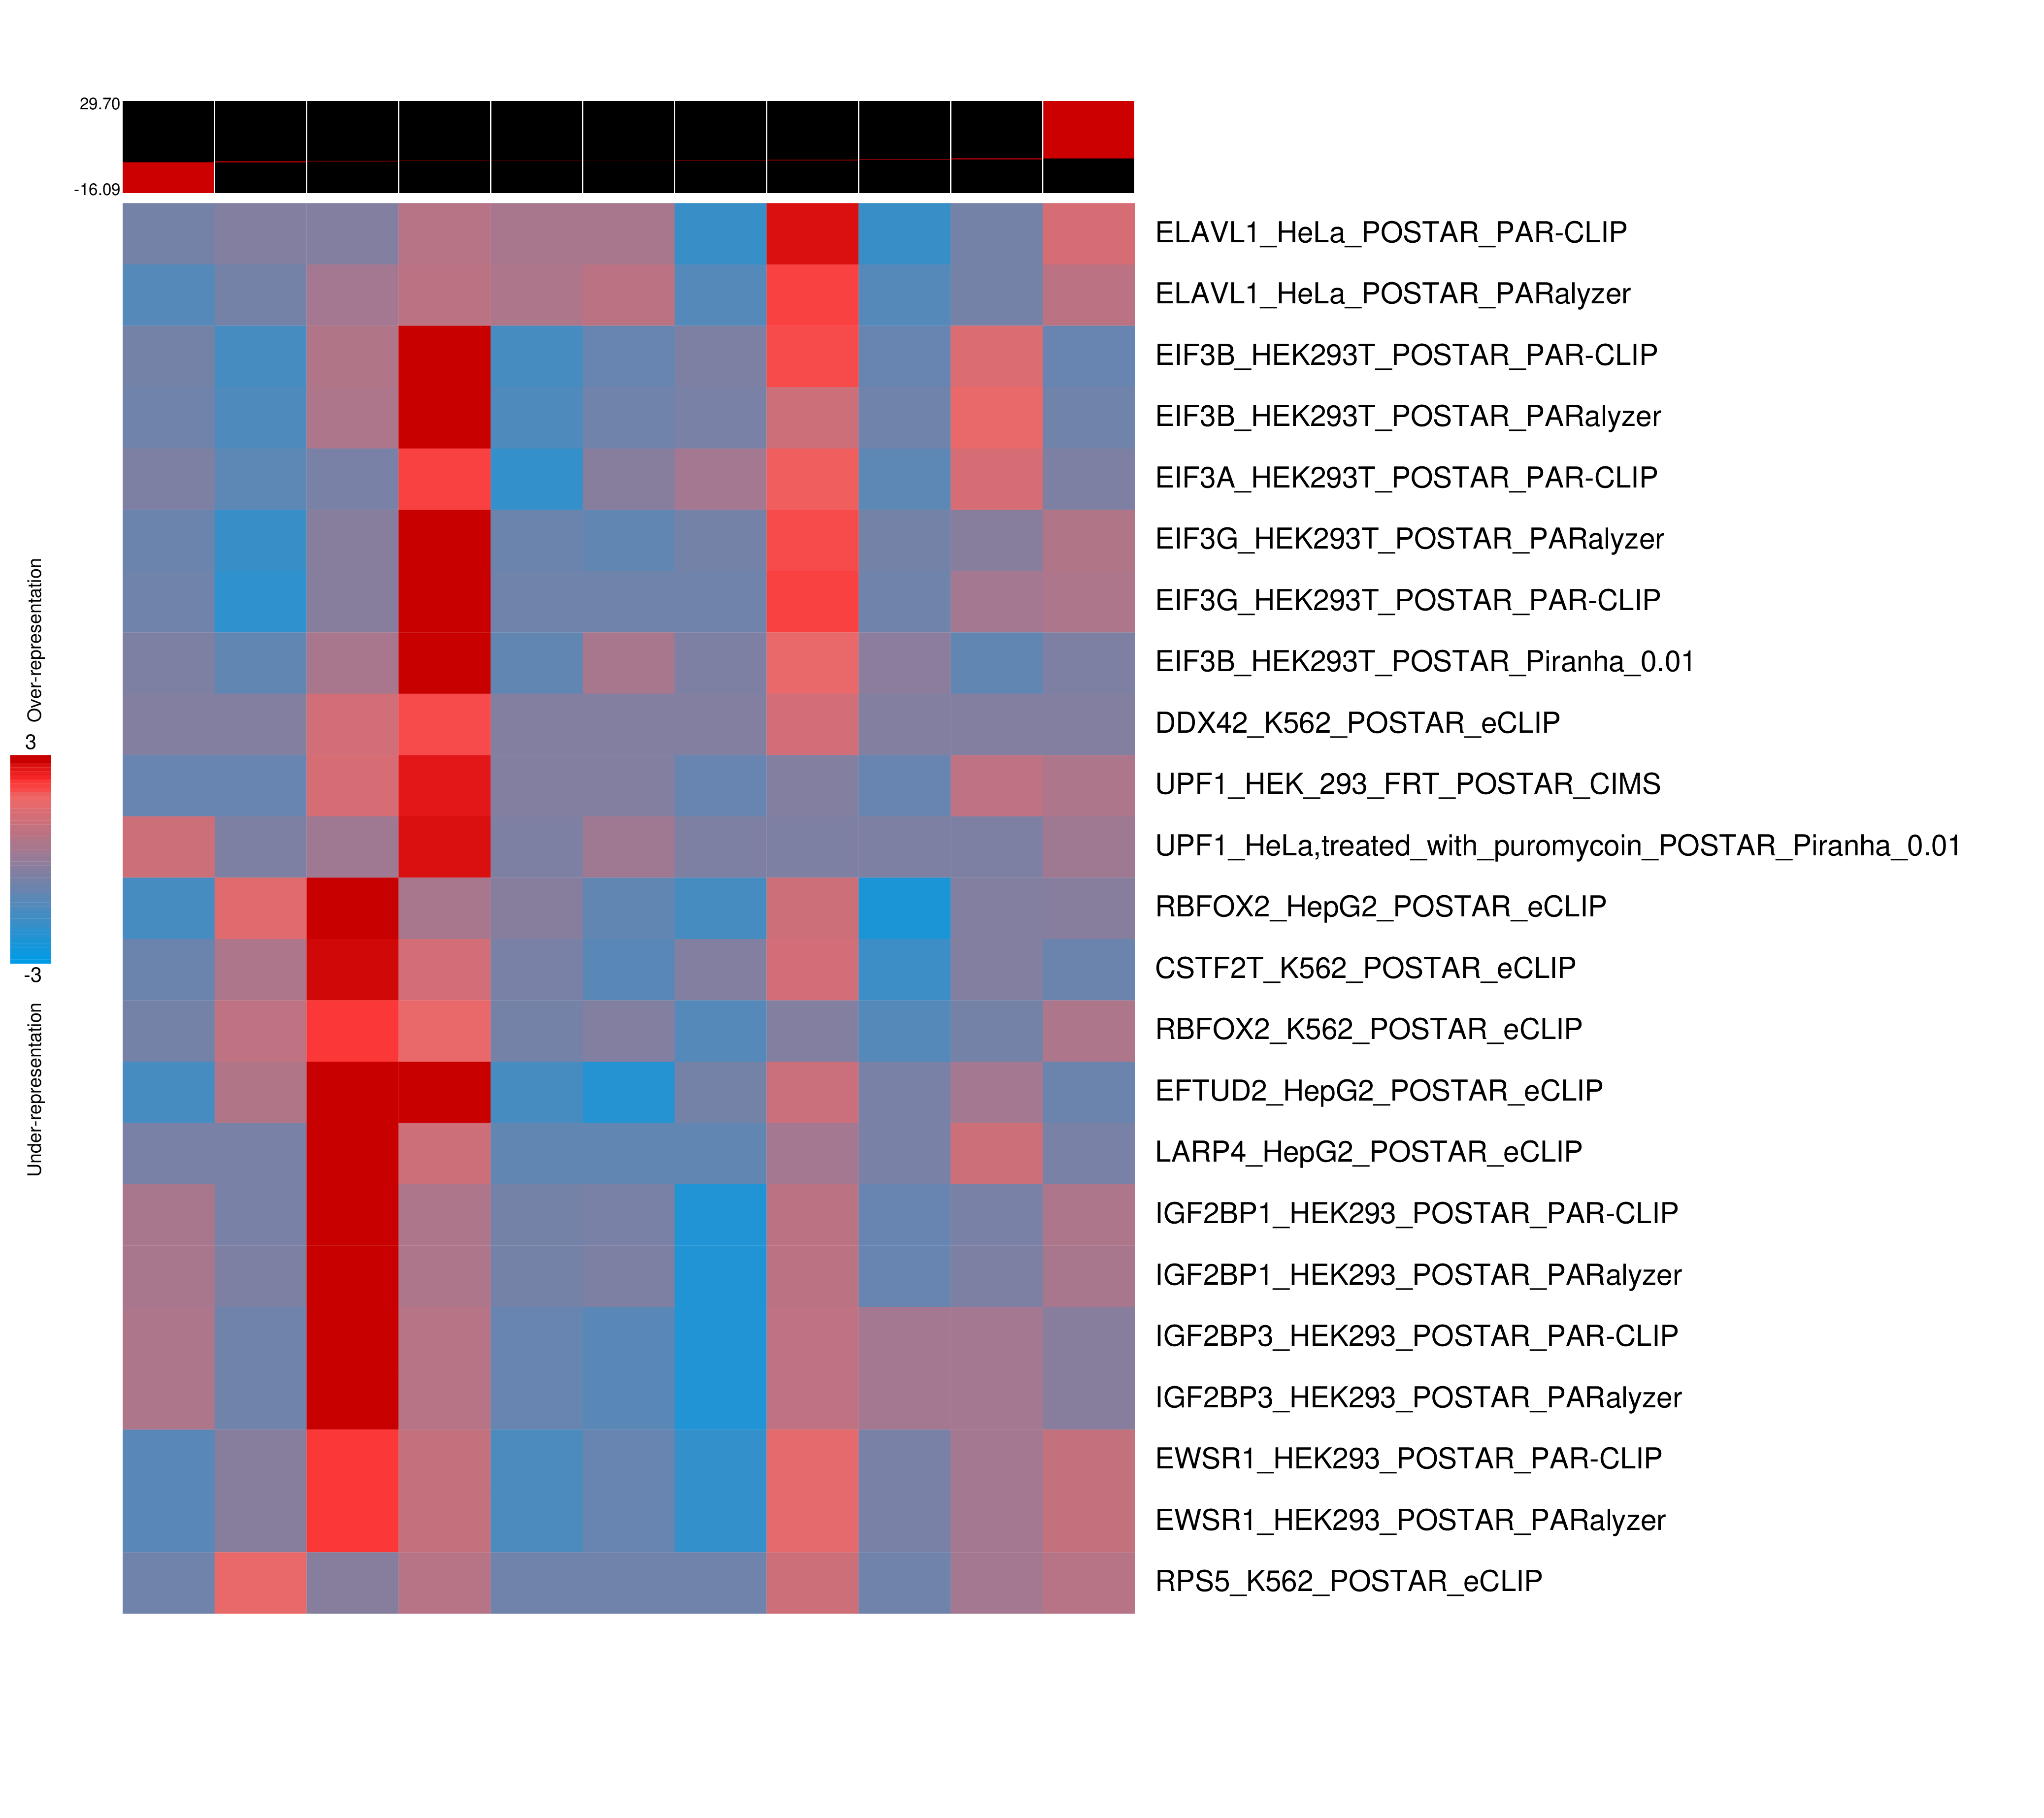 29.70
-16.09
ELAVL1_HeLa_POSTAR_PAR-CLIP
ELAVL1_HeLa_POSTAR_PARalyzer
EIF3B_HEK293T_POSTAR_PAR-CLIP
EIF3B_HEK293T_POSTAR_PARalyzer
EIF3A_HEK293T_POSTAR_PAR-CLIP
EIF3G_HEK293T_POSTAR_PARalyzer
EIF3G_HEK293T_POSTAR_PAR-CLIP
EIF3B_HEK293T_POSTAR_Piranha_0.01
DDX42_K562_POSTAR_eCLIP
UPF1_HEK_293_FRT_POSTAR_CIMS
UPF1_HeLa,treated_with_puromycoin_POSTAR_Piranha_0.01
RBFOX2_HepG2_POSTAR_eCLIP
CSTF2T_K562_POSTAR_eCLIP
RBFOX2_K562_POSTAR_eCLIP
EFTUD2_HepG2_POSTAR_eCLIP
LARP4_HepG2_POSTAR_eCLIP
IGF2BP1_HEK293_POSTAR_PAR-CLIP
IGF2BP1_HEK293_POSTAR_PARalyzer
IGF2BP3_HEK293_POSTAR_PAR-CLIP
IGF2BP3_HEK293_POSTAR_PARalyzer
EWSR1_HEK293_POSTAR_PAR-CLIP
EWSR1_HEK293_POSTAR_PARalyzer
RPS5_K562_POSTAR_eCLIP
Over-representation
3
-3
Under-representation